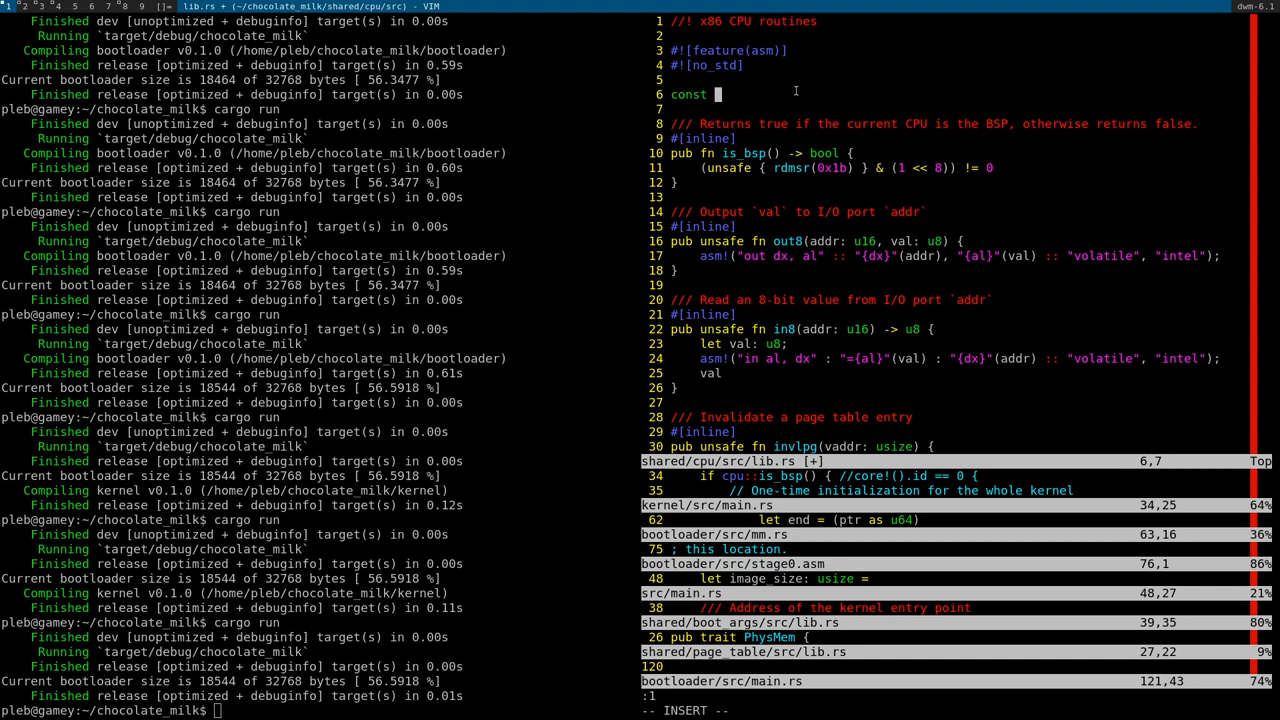 1 2 3 4 5 6 7 8 9 []= lib.rs + (~/chocolate_milk/shared/cpu/src) - VIM dwm-6.1
Finished dev [unoptimized + debuginfo] target(s) in 0.00s
Running `target/debug/chocolate_milk`
Compiling bootloader v0.1.0 (/home/pleb/chocolate_milk/bootloader)
Finished release [optimized + debuginfo] target(s) in 0.59s
Current bootloader size is 18464 of 32768 bytes [ 56.3477 %]
Finished release [optimized + debuginfo] target(s) in 0.00s
pleb@gamey:~/chocolate_milk$ cargo run
Finished dev [unoptimized + debuginfo] target(s) in 0.00s
Running `target/debug/chocolate_milk`
Compiling bootloader v0.1.0 (/home/pleb/chocolate_milk/bootloader)
Finished release [optimized + debuginfo] target(s) in 0.60s
Current bootloader size is 18464 of 32768 bytes [ 56.3477 %]
Finished release [optimized + debuginfo] target(s) in 0.00s
pleb@gamey:~/chocolate_milk$ cargo run
Finished dev [unoptimized + debuginfo] target(s) in 0.00s
Running `target/debug/chocolate_milk`
Compiling bootloader v0.1.0 (/home/pleb/chocolate_milk/bootloader)
Finished release [optimized + debuginfo] target(s) in 0.59s
Current bootloader size is 18464 of 32768 bytes [ 56.3477 %]
Finished release [optimized + debuginfo] target(s) in 0.00s
pleb@gamey:~/chocolate_milk$ cargo run
Finished dev [unoptimized + debuginfo] target(s) in 0.00s
Running `target/debug/chocolate_milk`
Compiling bootloader v0.1.0 (/home/pleb/chocolate_milk/bootloader)
Finished release [optimized + debuginfo] target(s) in 0.61s
Current bootloader size is 18544 of 32768 bytes [ 56.5918 %]
Finished release [optimized + debuginfo] target(s) in 0.00s
pleb@gamey:~/chocolate_milk$ cargo run
Finished dev [unoptimized + debuginfo] target(s) in 0.00s
Running `target/debug/chocolate_milk`
Finished release [optimized + debuginfo] target(s) in 0.00s
Current bootloader size is 18544 of 32768 bytes [ 56.5918 %]
Compiling kernel v0.1.0 (/home/pleb/chocolate_milk/kernel)
Finished release [optimized + debuginfo] target(s) in 0.12s
pleb@gamey:~/chocolate_milk$ cargo run
Finished dev [unoptimized + debuginfo] target(s) in 0.00s
Running `target/debug/chocolate_milk`
Finished release [optimized + debuginfo] target(s) in 0.00s
Current bootloader size is 18544 of 32768 bytes [ 56.5918 %]
Compiling kernel v0.1.0 (/home/pleb/chocolate_milk/kernel)
Finished release [optimized + debuginfo] target(s) in 0.11s
pleb@gamey:~/chocolate_milk$ cargo run
Finished dev [unoptimized + debuginfo] target(s) in 0.00s
Running `target/debug/chocolate_milk`
Finished release [optimized + debuginfo] target(s) in 0.00s
Current bootloader size is 18544 of 32768 bytes [ 56.5918 %]
Finished release [optimized + debuginfo] target(s) in 0.01s
pleb@gamey:~/chocolate_milk$
1 //! x86 CPU routines
2
3 #![feature(asm)]
4 #![no_std]
5
6 const
7
8 /// Returns true if the current CPU is the BSP, otherwise returns false.
9 #[inline]
10 pub fn is_bsp() -> bool {
11     (unsafe { rdmsr(0x1b) } & (1 << 8)) != 0
12 }
13
14 /// Output `val` to I/O port `addr`
15 #[inline]
16 pub unsafe fn out8(addr: u16, val: u8) {
17     asm!("out dx, al" :: "{dx}"(addr), "{al}"(val) :: "volatile", "intel");
18 }
19
20 /// Read an 8-bit value from I/O port `addr`
21 #[inline]
22 pub unsafe fn in8(addr: u16) -> u8 {
23     let val: u8;
24     asm!("in al, dx" : "={al}"(val) : "{dx}"(addr) :: "volatile", "intel");
25     val
26 }
27
28 /// Invalidate a page table entry
29 #[inline]
30 pub unsafe fn invlpg(vaddr: usize) {
shared/cpu/src/lib.rs [+] 6,7 Top
34     if cpu::is_bsp() { //core!().id == 0 {
35         // One-time initialization for the whole kernel
kernel/src/main.rs 34,25 64%
62             let end = (ptr as u64)
bootloader/src/mm.rs 63,16 36%
75 ; this location.
bootloader/src/stage0.asm 76,1 86%
48     let image_size: usize =
src/main.rs 48,27 21%
38     /// Address of the kernel entry point
shared/boot_args/src/lib.rs 39,35 80%
26 pub trait PhysMem {
shared/page_table/src/lib.rs 27,22 9%
120
bootloader/src/main.rs 121,43 74%
:1
-- INSERT --